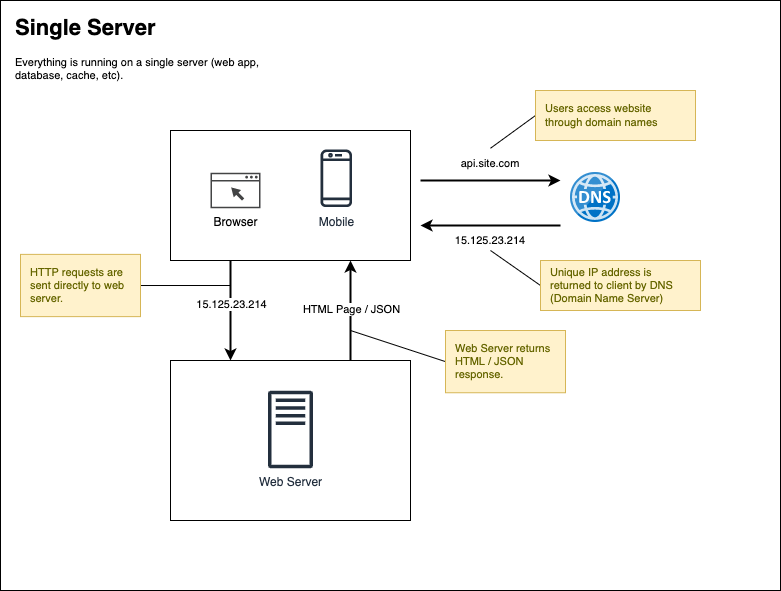 Single Server
Everything is running on a single server (web app,
database, cache, etc).
Users access website
through domain names
api.site.com
DNS
Browser
Mobile
15.125.23.214
Unique IP address is
returned to client by DNS
(Domain Name Server)
HTTP requests are
sent directly to web
server.
15.125.23.214
HTML Page / JSON
Web Server returns
HTML / JSON
response.
Web Server